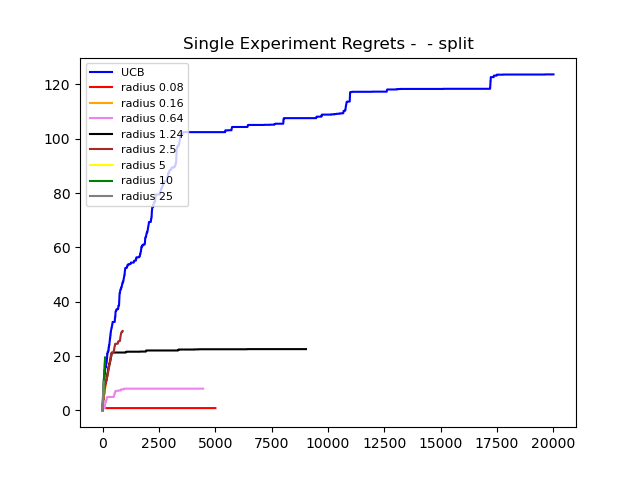 Single Experiment Regrets -  - split
UCB
radius 0.08
radius 0.16
radius 0.64
radius 1.24
radius 2.5
radius 5
radius 10
radius 25
120
100
80
60
40
20
0
0 2500 5000 7500 10000 12500 15000 17500 20000